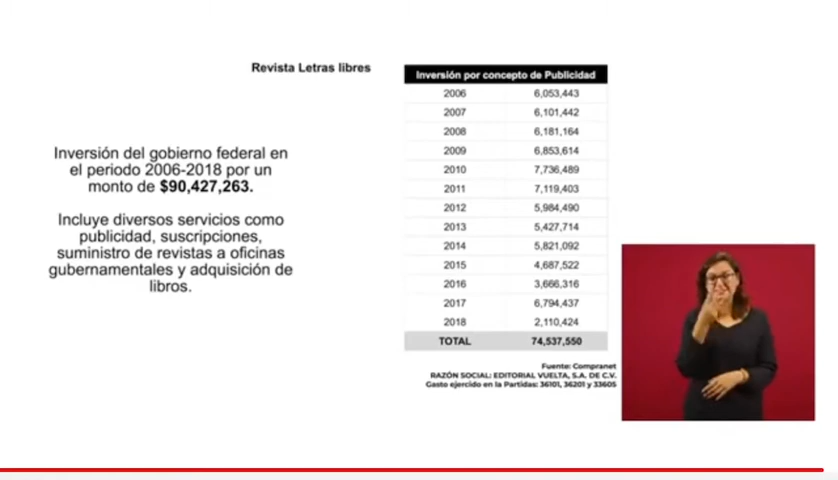 Revista Letras libres
Inversión del gobierno federal en
el periodo 2006-2018 por un
monto de $90,427,263.
Incluye diversos servicios como
publicidad, suscripciones,
suministro de revistas a oficinas
gubernamentales y adquisición de
libros.
Inversión por concepto de Publicidad
2006 6,053,443
2007 6,101,442
2008 6,181,164
2009 6,853,614
2010 7,736,489
2011 7,119,403
2012 5,984,490
2013 5,427,714
2014 5,821,092
2015 4,687,522
2016 3,666,316
2017 6,794,437
2018 2,110,424
TOTAL 74,537,550
Fuente: Compranet
RAZÓN SOCIAL: EDITORIAL VUELTA, S.A. DE C.V.
Gasto ejercido en la Partidas: 36101, 36201 y 33605